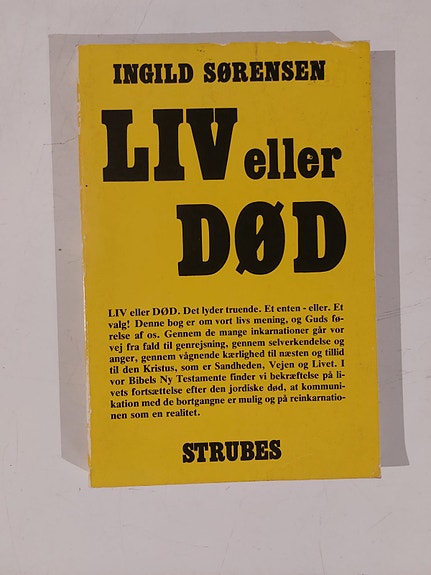 INGILD SØRENSEN
LIV eller
DØD
LIV eller DØD. Det lyder truende. Et enten - eller. Et
valg! Denne bog er om vort livs mening, og Guds fø-
relse af os. Gennem de mange inkarnationer går vor
vej fra fald til genrejsning, gennem selverkendelse og
anger, gennem vågnende kærlighed til næsten og tillid
til den Kristus, som er Sandheden, Vejen og Livet. I
vor Bibels Ny Testamente finder vi bekræftelse på li-
vets fortsættelse efter den jordiske død, at kommuni-
kation med de bortgangne er mulig og på reinkarnatio-
nen som en realitet.
STRUBES